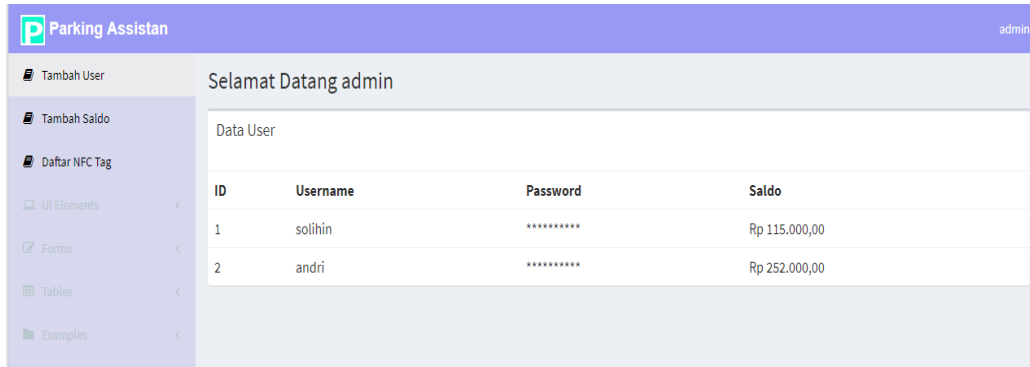 P Parking Assistan
admin
Tambah User
Tambah Saldo
Daftar NFC Tag
UI Elements
Forms
Tables
Examples
Selamat Datang admin
Data User
ID Username Password Saldo
1 solihin ********** Rp 115.000,00
2 andri ********** Rp 252.000,00